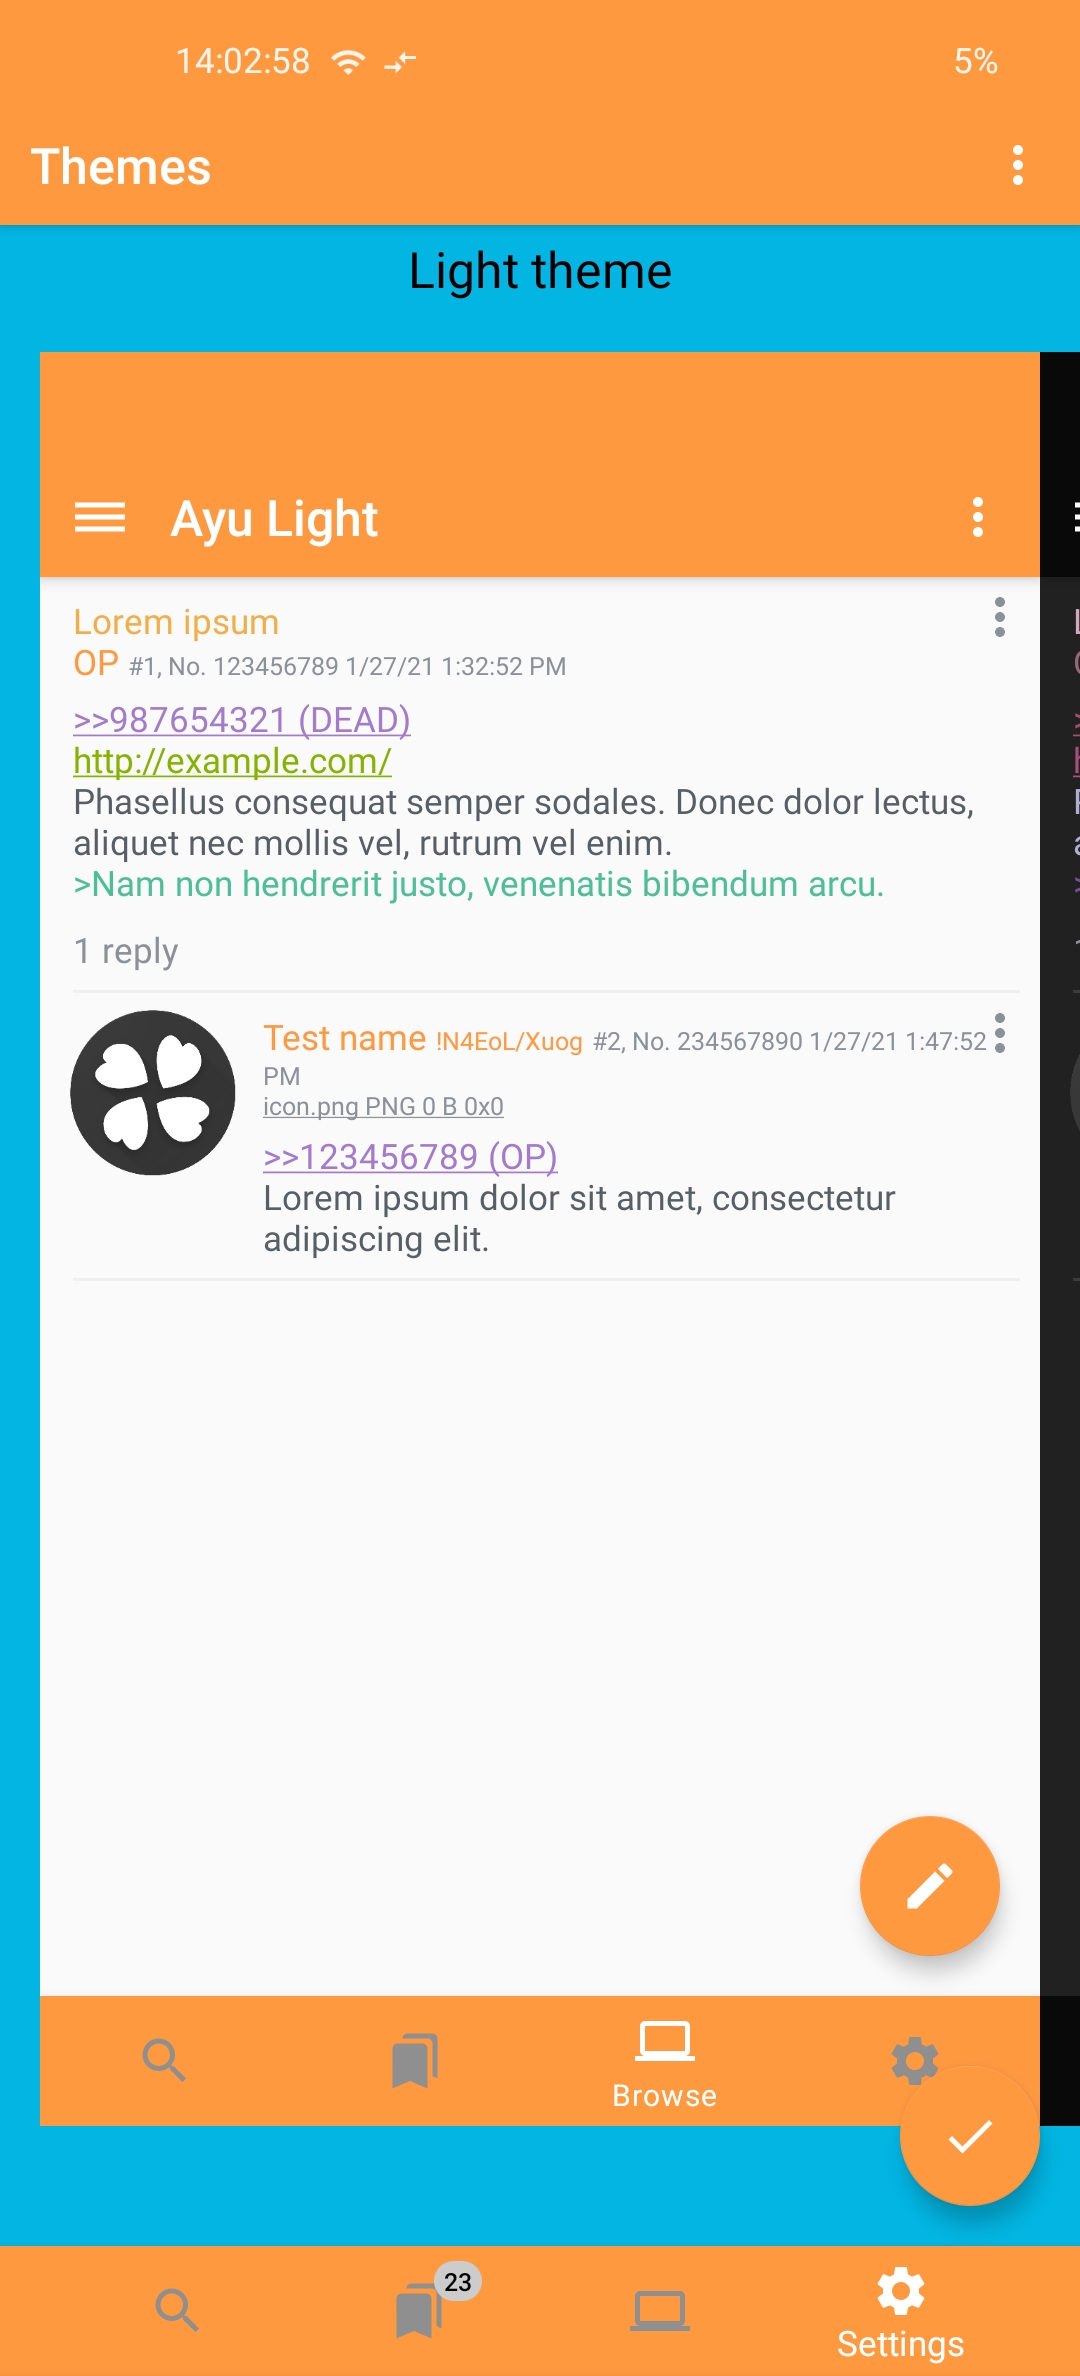 14:02:58 5%
Themes
Light theme
Ayu Light
Lorem ipsum
OP #1, No. 123456789 1/27/21 1:32:52 PM
>>987654321 (DEAD)
http://example.com/
Phasellus consequat semper sodales. Donec dolor lectus,
aliquet nec mollis vel, rutrum vel enim.
>Nam non hendrerit justo, venenatis bibendum arcu.
1 reply
Test name !N4EoL/Xuog #2, No. 234567890 1/27/21 1:47:52
PM
icon.png PNG 0 B 0x0
>>123456789 (OP)
Lorem ipsum dolor sit amet, consectetur
adipiscing elit.
Browse
23
Settings